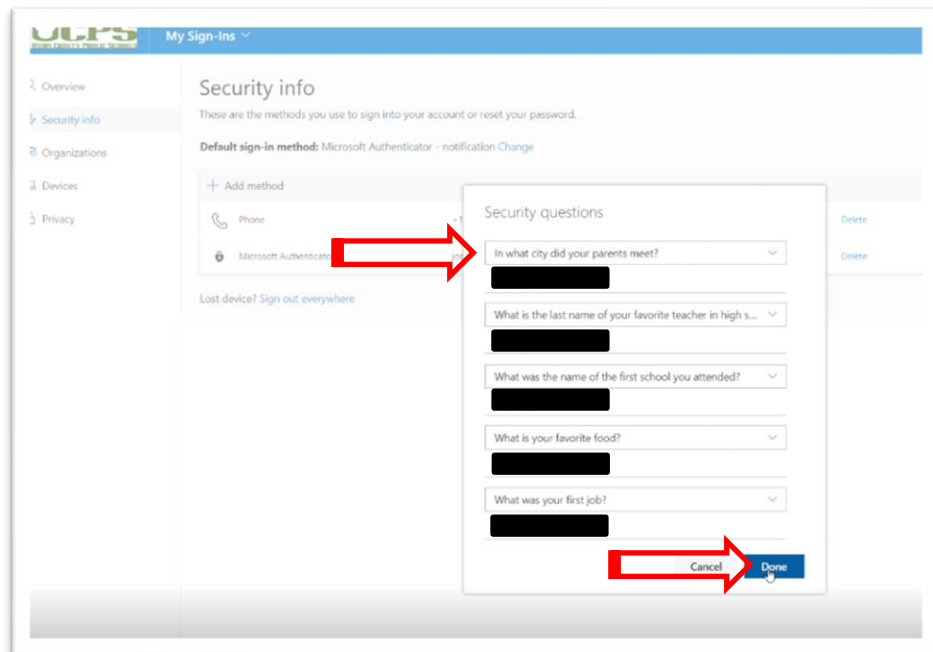 My Sign-Ins
Overview
Security info
Organizations
Devices
Privacy
Security info
These are the methods you use to sign into your account or reset your password.
Default sign-in method: Microsoft Authenticator - notification Change
+ Add method
Phone
Delete
Microsoft Authenticato
Delete
Lost device? Sign out everywhere
Security questions
In what city did your parents meet?
What is the last name of your favorite teacher in high s...
What was the name of the first school you attended?
What is your favorite food?
What was your first job?
Cancel
Done